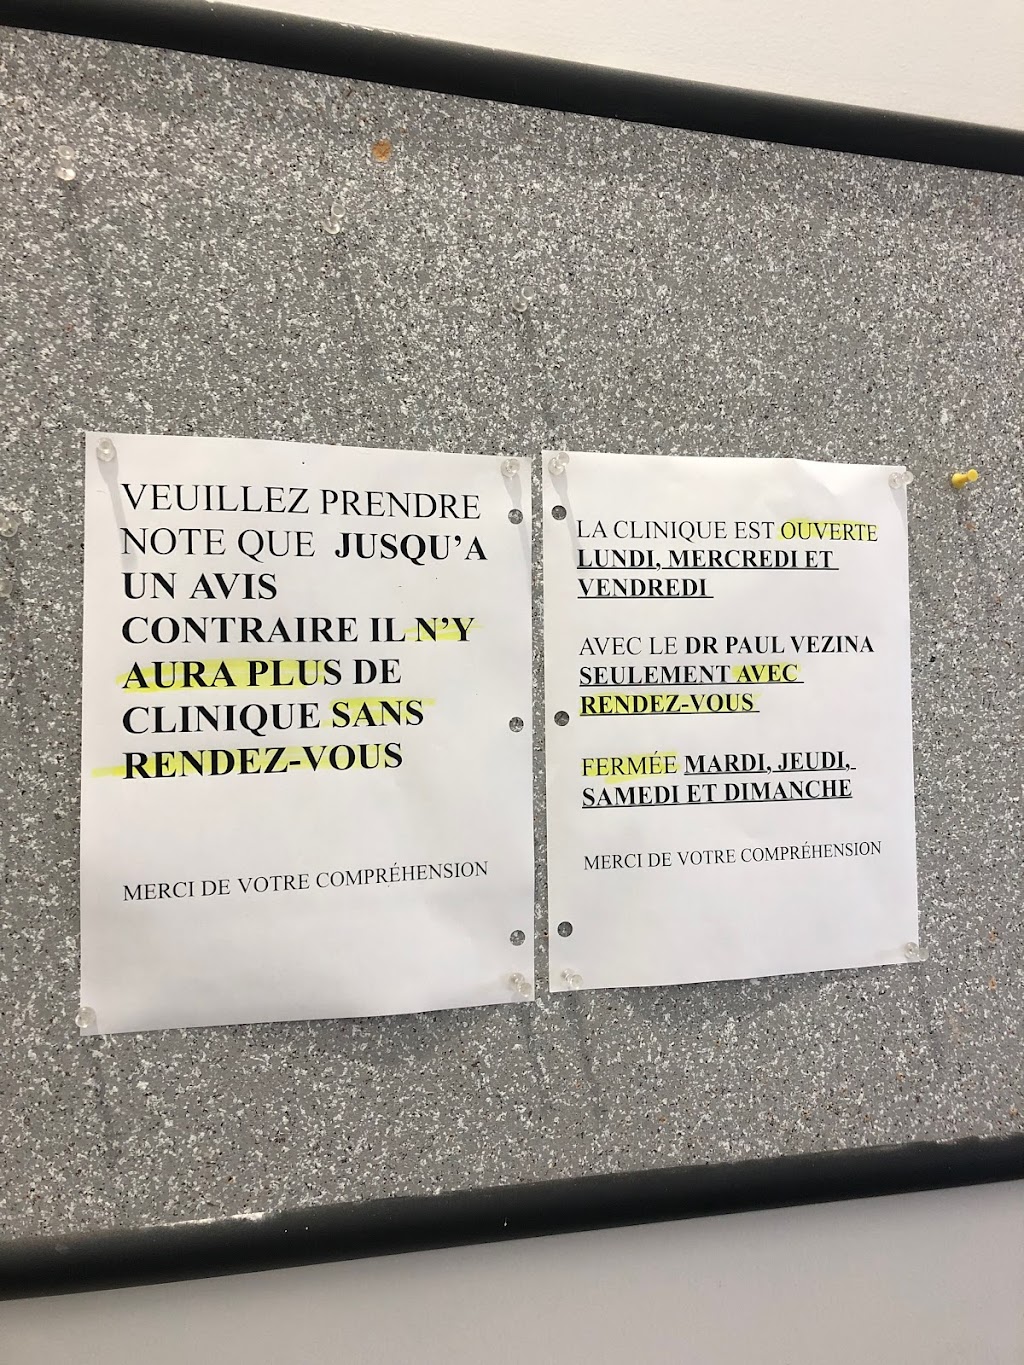 VEUILLEZ PRENDRE
NOTE QUE JUSQU'A
UN AVIS
CONTRAIRE IL N'Y
AURA PLUS DE
CLINIQUE SANS
RENDEZ-VOUS
MERCI DE VOTRE COMPRÉHENSION
LA CLINIQUE EST OUVERTE
LUNDI, MERCREDI ET
VENDREDI
AVEC LE DR PAUL VEZINA
SEULEMENT AVEC
RENDEZ-VOUS
FERMÉE MARDI, JEUDI,
SAMEDI ET DIMANCHE
MERCI DE VOTRE COMPRÉHENSION